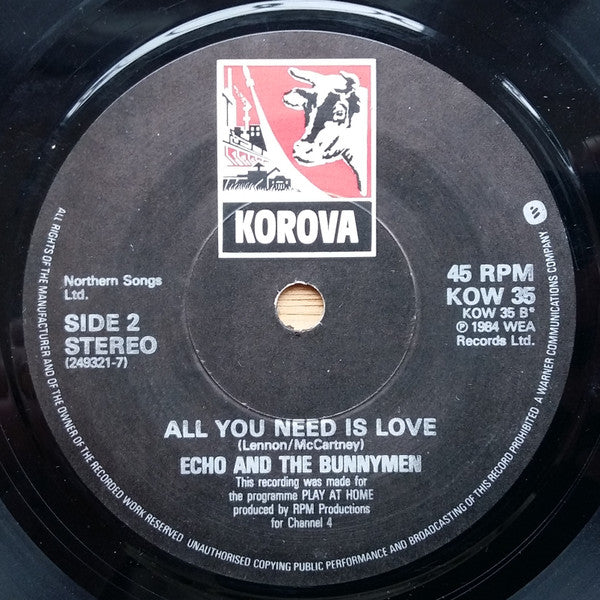 KOROVA
Northern Songs
Ltd.
SIDE 2
STEREO
(249321-7)
45 RPM
KOW 35
KOW 35 B*
℗ 1984 WEA
Records Ltd.
ALL YOU NEED IS LOVE
(Lennon/McCartney)
ECHO AND THE BUNNYMEN
This recording was made for
the programme PLAY AT HOME
produced by RPM Productions
for Channel 4
ALL RIGHTS OF THE MANUFACTURER AND OF THE OWNER OF THE RECORDED WORK RESERVED UNAUTHORISED COPYING PUBLIC PERFORMANCE AND BROADCASTING OF THIS RECORD PROHIBITED A WARNER COMMUNICATIONS COMPANY